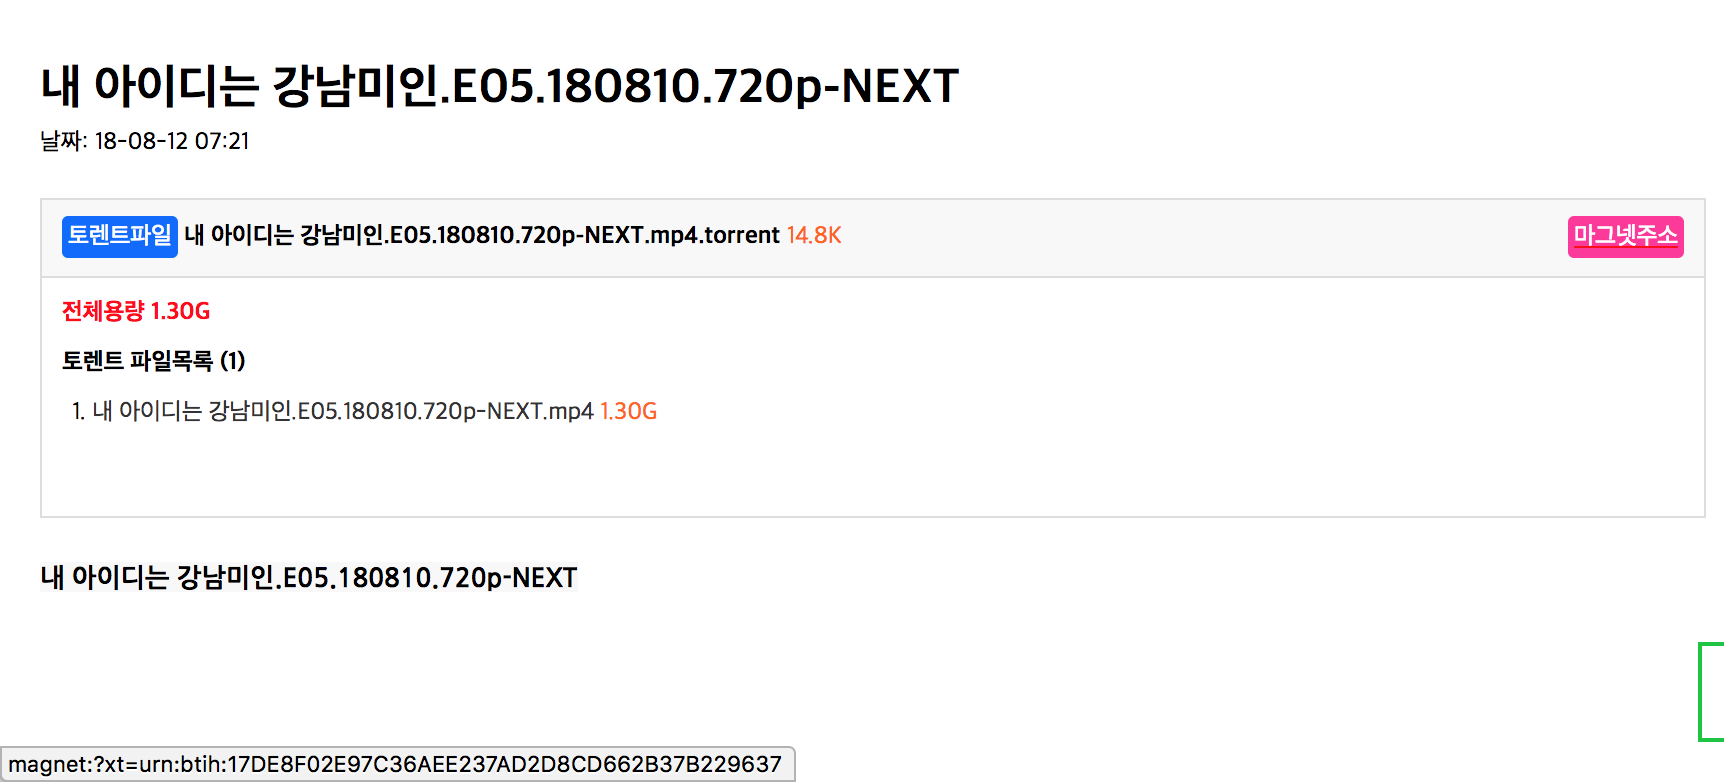 내 아이디는 강남미인.E05.180810.720p-NEXT
날짜: 18-08-12 07:21
토렌트파일 내 아이디는 강남미인.E05.180810.720p-NEXT.mp4.torrent 14.8K 마그넷주소
전체용량 1.30G
토렌트 파일목록 (1)
1. 내 아이디는 강남미인.E05.180810.720p-NEXT.mp4 1.30G
내 아이디는 강남미인.E05.180810.720p-NEXT
magnet:?xt=urn:btih:17DE8F02E97C36AEE237AD2D8CD662B37B229637